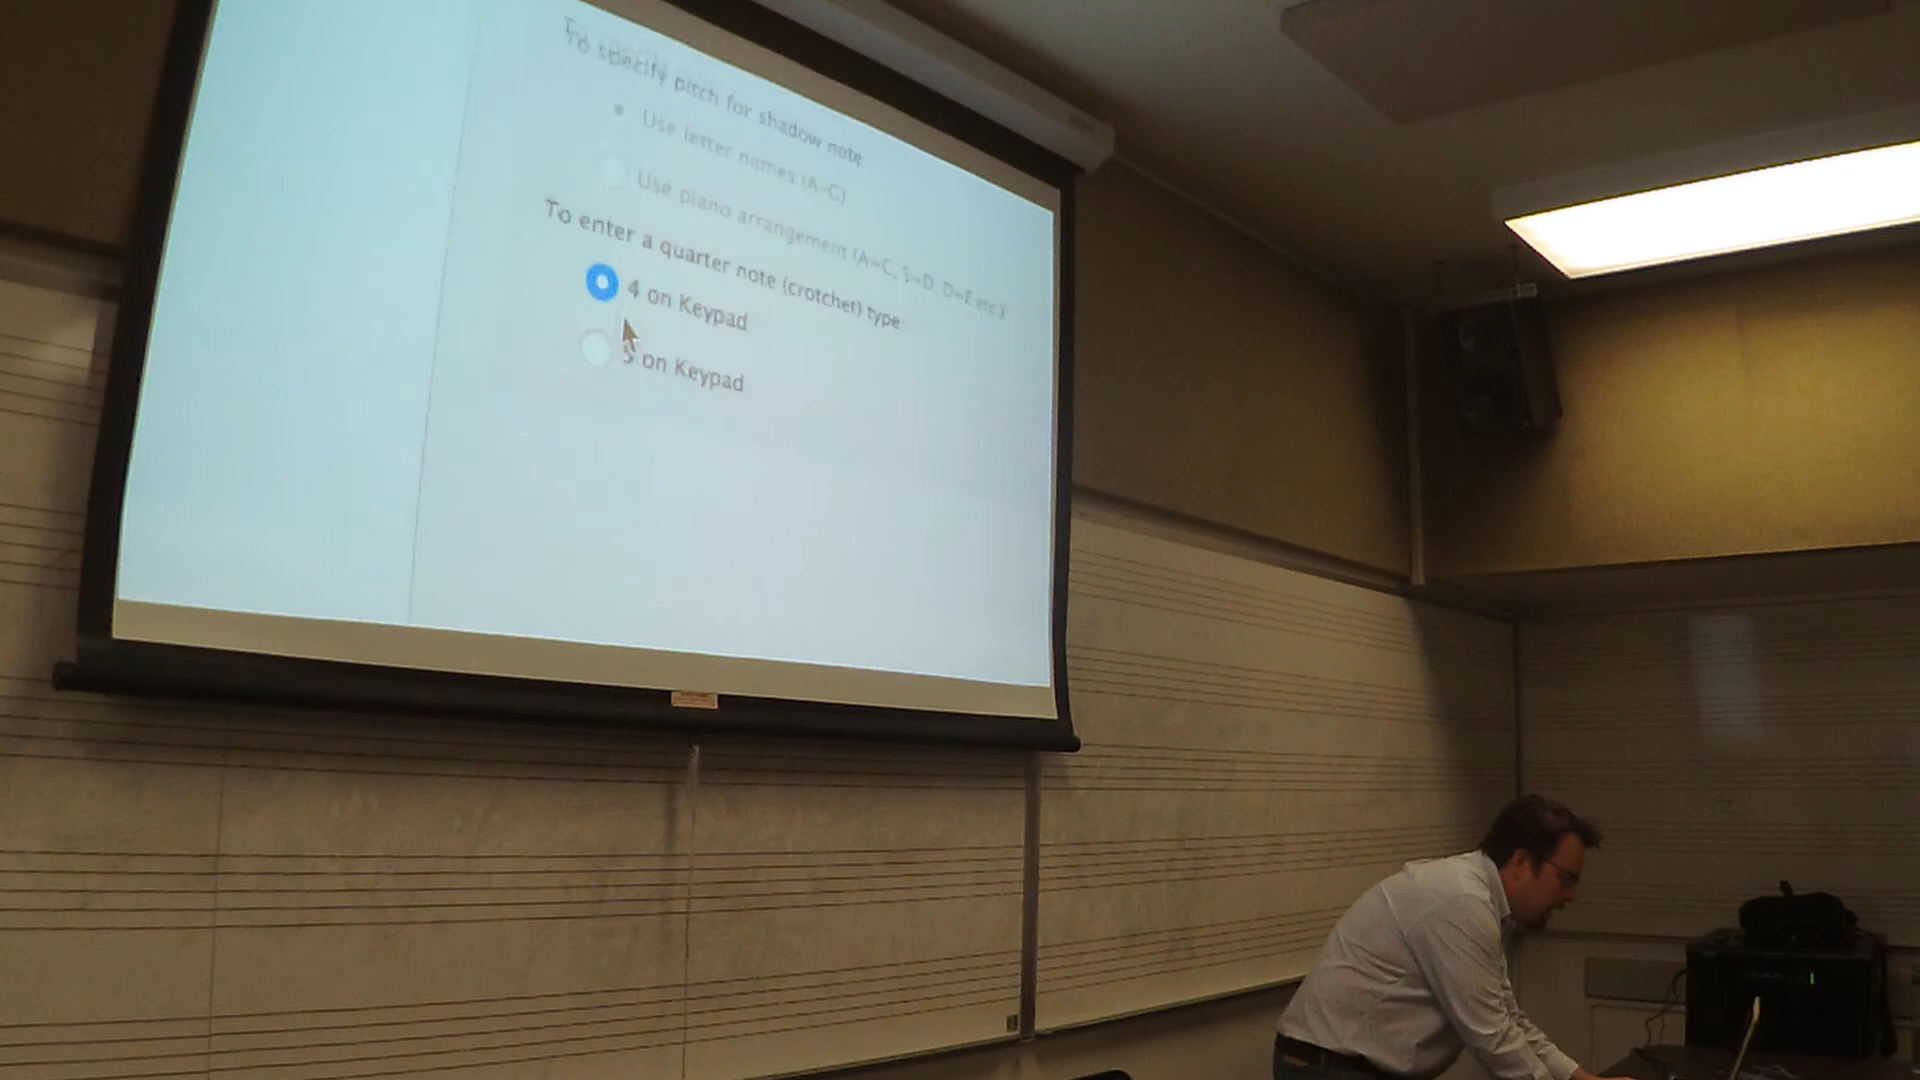 To specify pitch for shadow note
Use letter names (A-G)
Use piano arrangement (A=C, S=D, D=E etc.)
To enter a quarter note (crotchet) type:
4 on Keypad
5 on Keypad